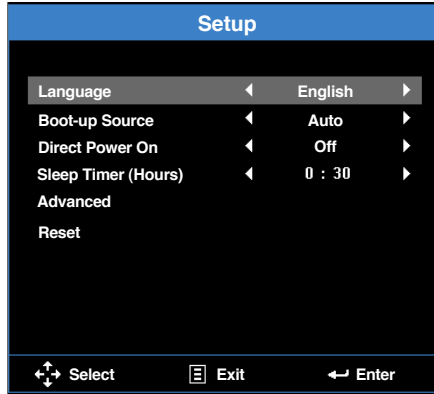 Setup
Language English
Boot-up Source Auto
Direct Power On Off
Sleep Timer (Hours) 0 : 30
Advanced
Reset
Select Exit Enter